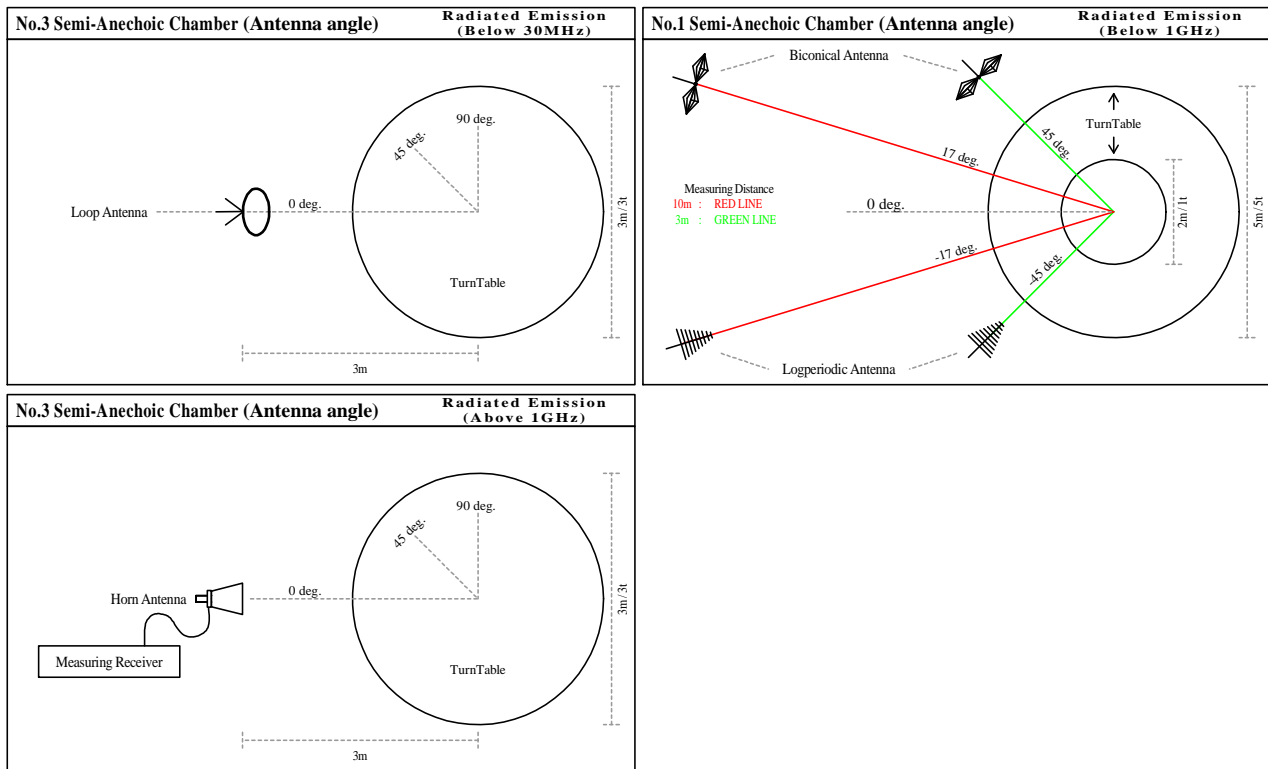 No.3 Semi-Anechoic Chamber (Antenna angle)
Radiated Emission
(Below 30MHz)
90 deg.
45 deg.
0 deg.
Loop Antenna
TurnTable
3m
3m/3t
No.1 Semi-Anechoic Chamber (Antenna angle)
Radiated Emission
(Below 1GHz)
Biconical Antenna
TurnTable
45 deg.
17 deg.
Measuring Distance
10m : RED LINE
3m : GREEN LINE
0 deg.
-17 deg.
-45 deg.
2m/1t
5m/5t
Logperiodic Antenna
No.3 Semi-Anechoic Chamber (Antenna angle)
Radiated Emission
(Above 1GHz)
90 deg.
45 deg.
0 deg.
Horn Antenna
Measuring Receiver
TurnTable
3m
3m/3t